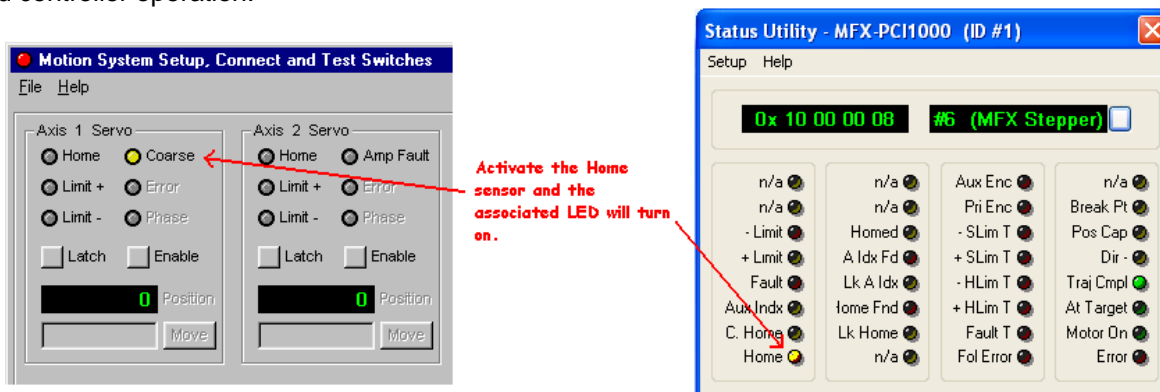 d controller operation.
Motion System Setup, Connect and Test Switches
File Help
Axis 1 Servo
Home Coarse
Limit + Error
Limit - Phase
Latch Enable
0 Position
Move
Axis 2 Servo
Home Amp Fault
Limit + Error
Limit - Phase
Latch Enable
0 Position
Move
Activate the Home
sensor and the
associated LED will turn
on.
Status Utility - MFX-PCI1000 (ID #1)
Setup Help
0x 10 00 00 08 #6 (MFX Stepper)
n/a
n/a
- Limit
+ Limit
Fault
Aux Indx
C. Home
Home
n/a
n/a
Homed
A Idx Fd
Lk A Idx
Home Fnd
Lk Home
n/a
Aux Enc
Pri Enc
- SLim T
+ SLim T
- HLim T
+ HLim T
Fault T
Fol Error
n/a
Break Pt
Pos Cap
Dir -
Traj Cmpl
At Target
Motor On
Error